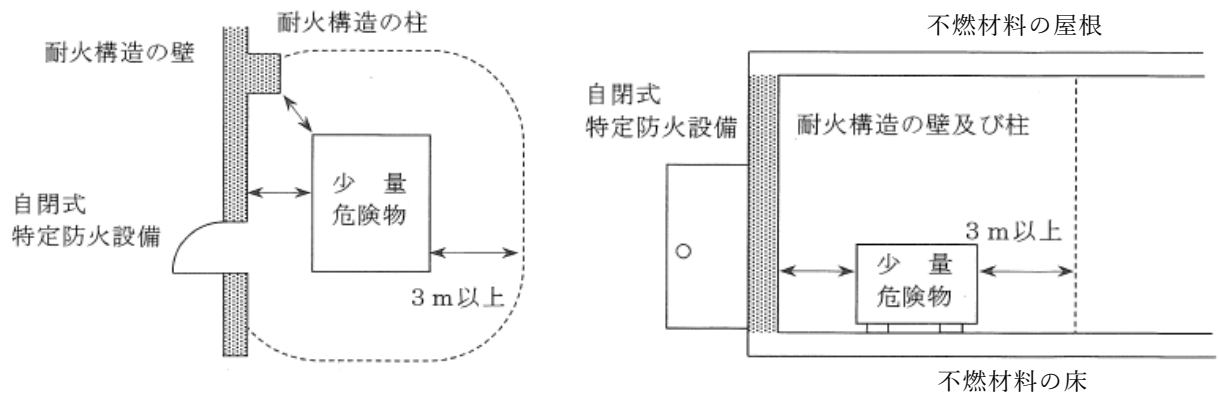 耐火構造の柱
耐火構造の壁
自閉式
特定防火設備
少　量
危険物
３ｍ以上
不燃材料の屋根
自閉式
特定防火設備
耐火構造の壁及び柱
３ｍ以上
少　量
危険物
不燃材料の床